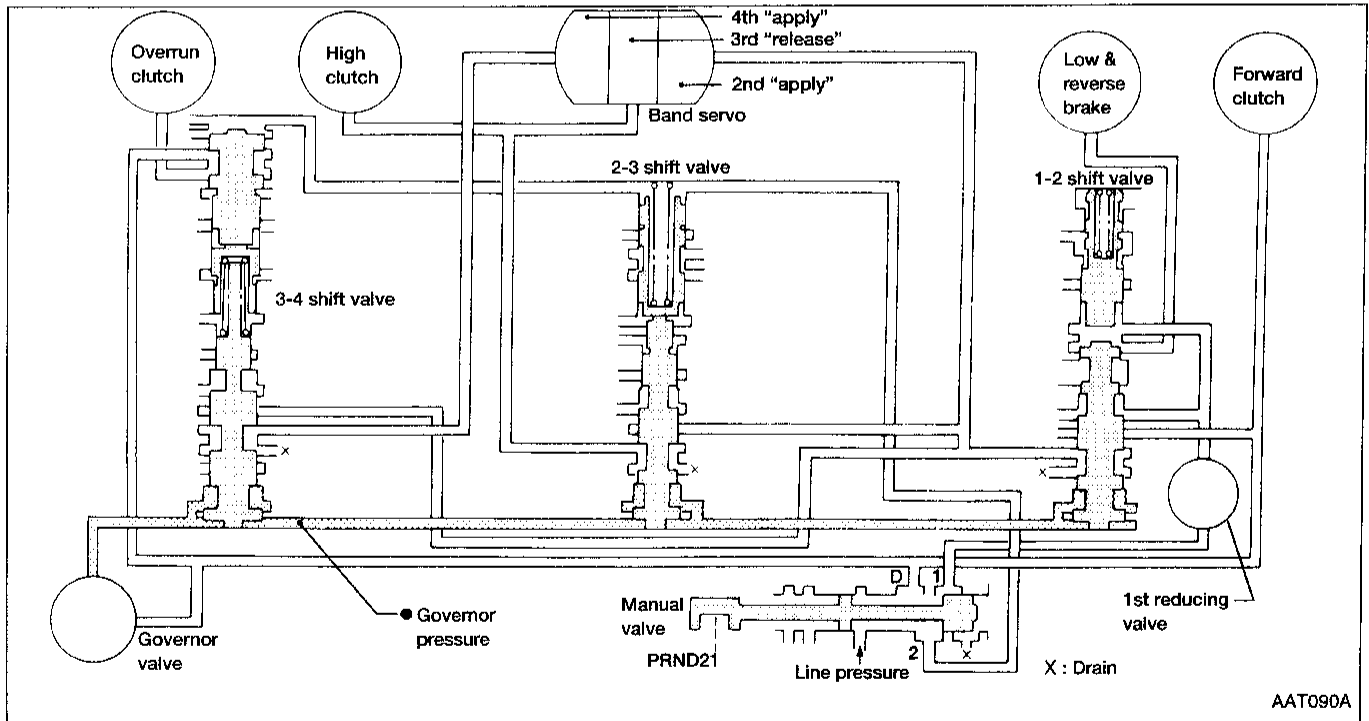 4th “apply”
3rd “release”
2nd “apply”
Band servo
Overrun
clutch
High
clutch
Low &
reverse
brake
Forward
clutch
2-3 shift valve
1-2 shift valve
3-4 shift valve
X
X
X
Governor
valve
Governor
pressure
Manual
valve
PRND21
D
1
2
Line pressure
X
X : Drain
1st reducing
valve
AAT090A